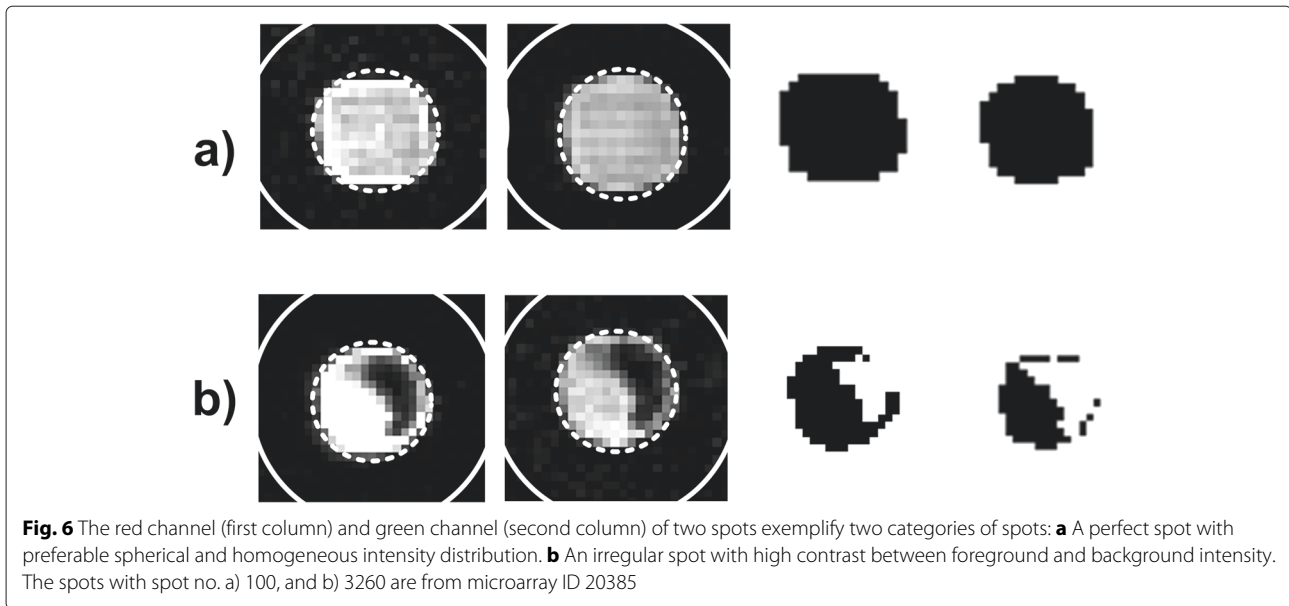 a)
b)
Fig. 6 The red channel (first column) and green channel (second column) of two spots exemplify two categories of spots: a A perfect spot with
preferable spherical and homogeneous intensity distribution. b An irregular spot with high contrast between foreground and background intensity.
The spots with spot no. a) 100, and b) 3260 are from microarray ID 20385